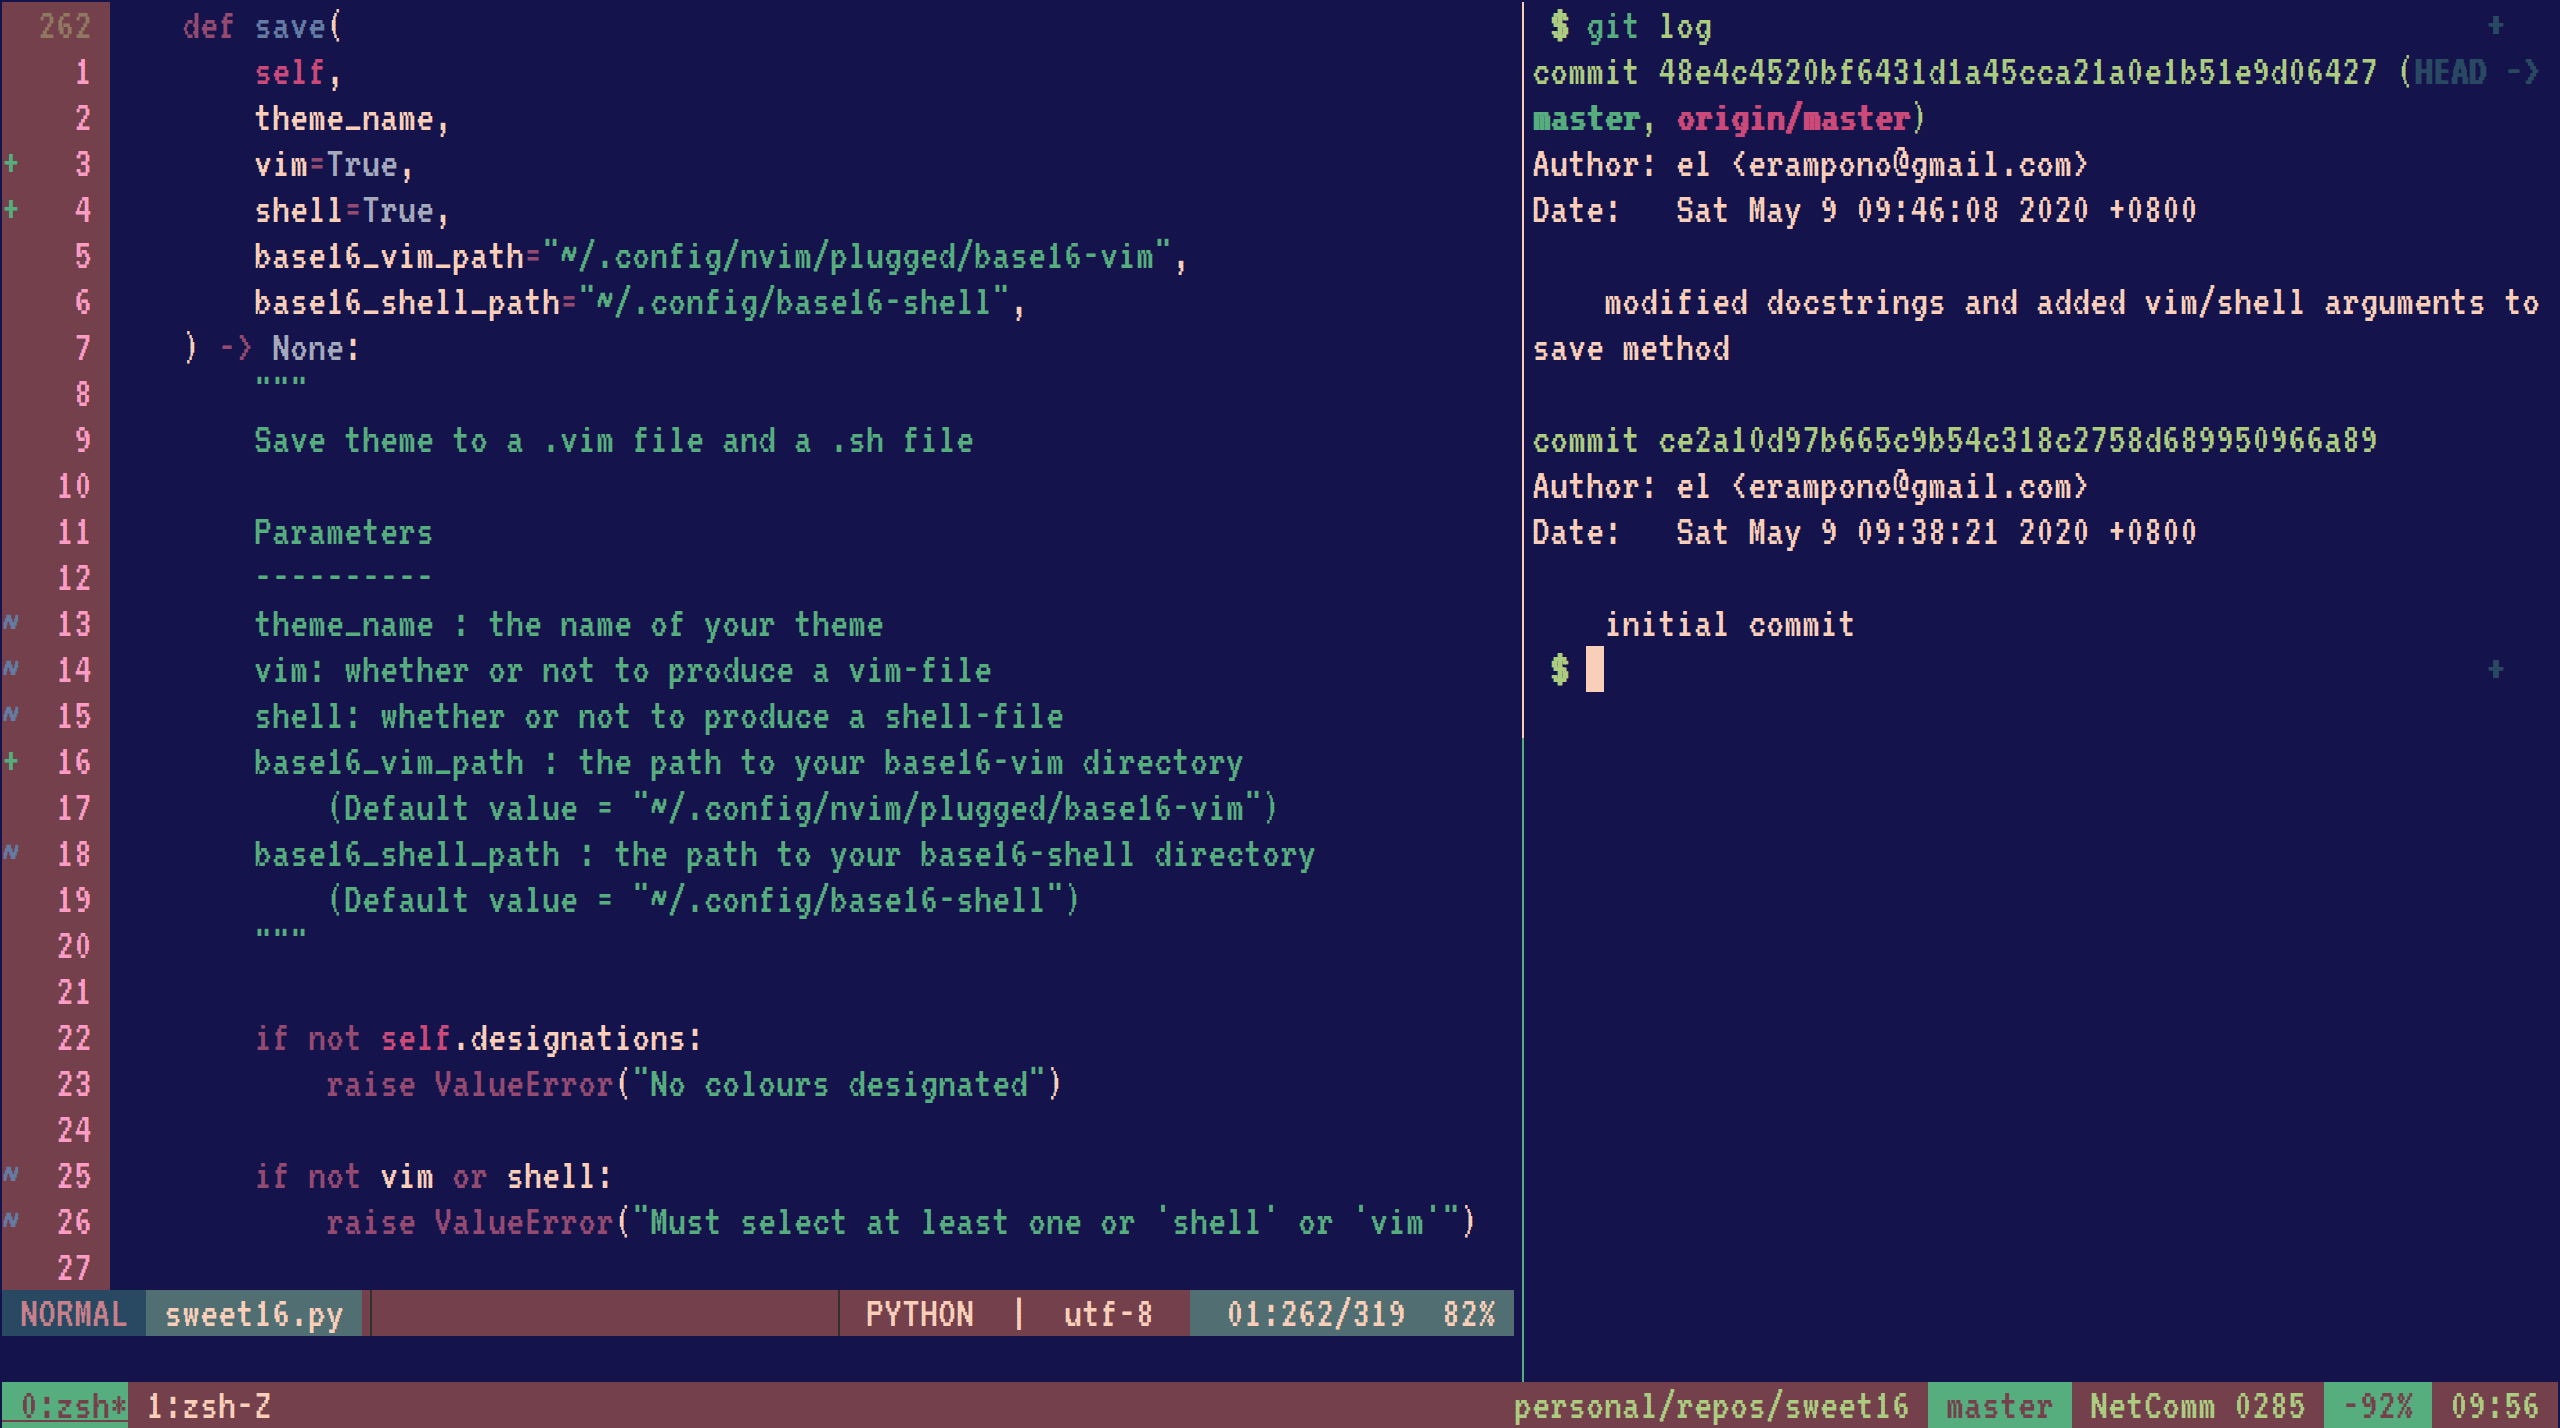 262     def save(
1         self,
2         theme_name,
+ 3         vim=True,
+ 4         shell=True,
5         base16_vim_path="~/.config/nvim/plugged/base16-vim",
6         base16_shell_path="~/.config/base16-shell",
7     ) -> None:
8         """
9         Save theme to a .vim file and a .sh file
10
11         Parameters
12         ----------
~ 13         theme_name : the name of your theme
~ 14         vim: whether or not to produce a vim-file
~ 15         shell: whether or not to produce a shell-file
+ 16         base16_vim_path : the path to your base16-vim directory
17             (Default value = "~/.config/nvim/plugged/base16-vim")
~ 18         base16_shell_path : the path to your base16-shell directory
19             (Default value = "~/.config/base16-shell")
20         """
21
22         if not self.designations:
23             raise ValueError("No colours designated")
24
~ 25         if not vim or shell:
~ 26             raise ValueError("Must select at least one or 'shell' or 'vim'")
27
NORMAL sweet16.py PYTHON | utf-8 01:262/319 82%
$ git log +
commit 48e4c4520bf6431d1a45cca21a0e1b51e9d06427 (HEAD ->
master, origin/master)
Author: el <erampono@gmail.com>
Date:   Sat May 9 09:46:08 2020 +0800
modified docstrings and added vim/shell arguments to
save method
commit ce2a10d97b665c9b54c318c2758d689950966a89
Author: el <erampono@gmail.com>
Date:   Sat May 9 09:38:21 2020 +0800
initial commit
$ +
0:zsh* 1:zsh-Z personal/repos/sweet16 master NetComm 0285 -92% 09:56